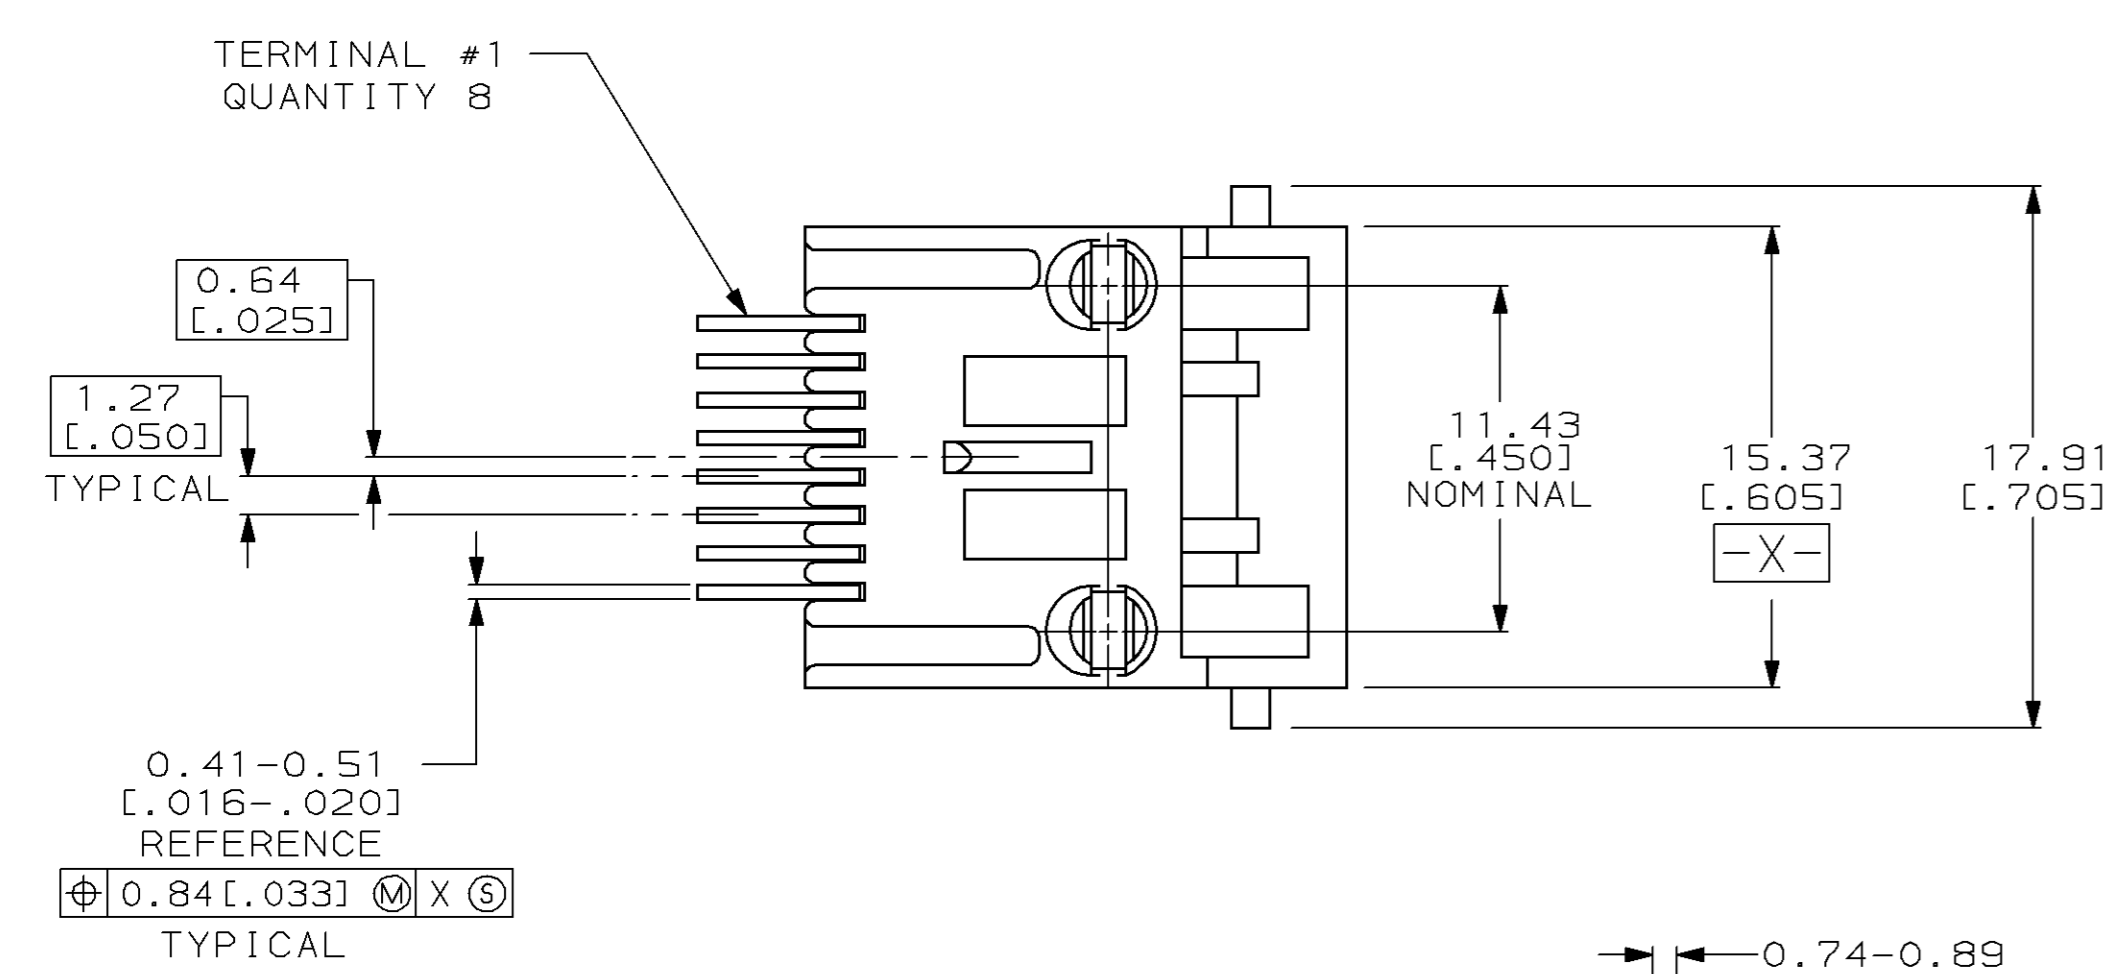 TERMINAL #1
QUANTITY 8
0.64
[.025]
1.27
[.050]
TYPICAL
11.43
[.450]
NOMINAL
15.37
[.605]
-X-
17.91
[.705]
0.41-0.51
[.016-.020]
REFERENCE
⌖ 0.84[.033] Ⓜ X Ⓢ
TYPICAL
0.74-0.89